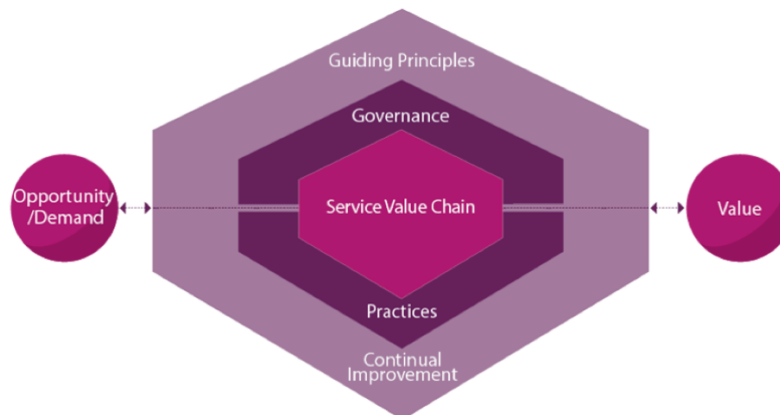 Guiding Principles
Governance
Opportunity
/Demand
Service Value Chain
Value
Practices
Continual
Improvement